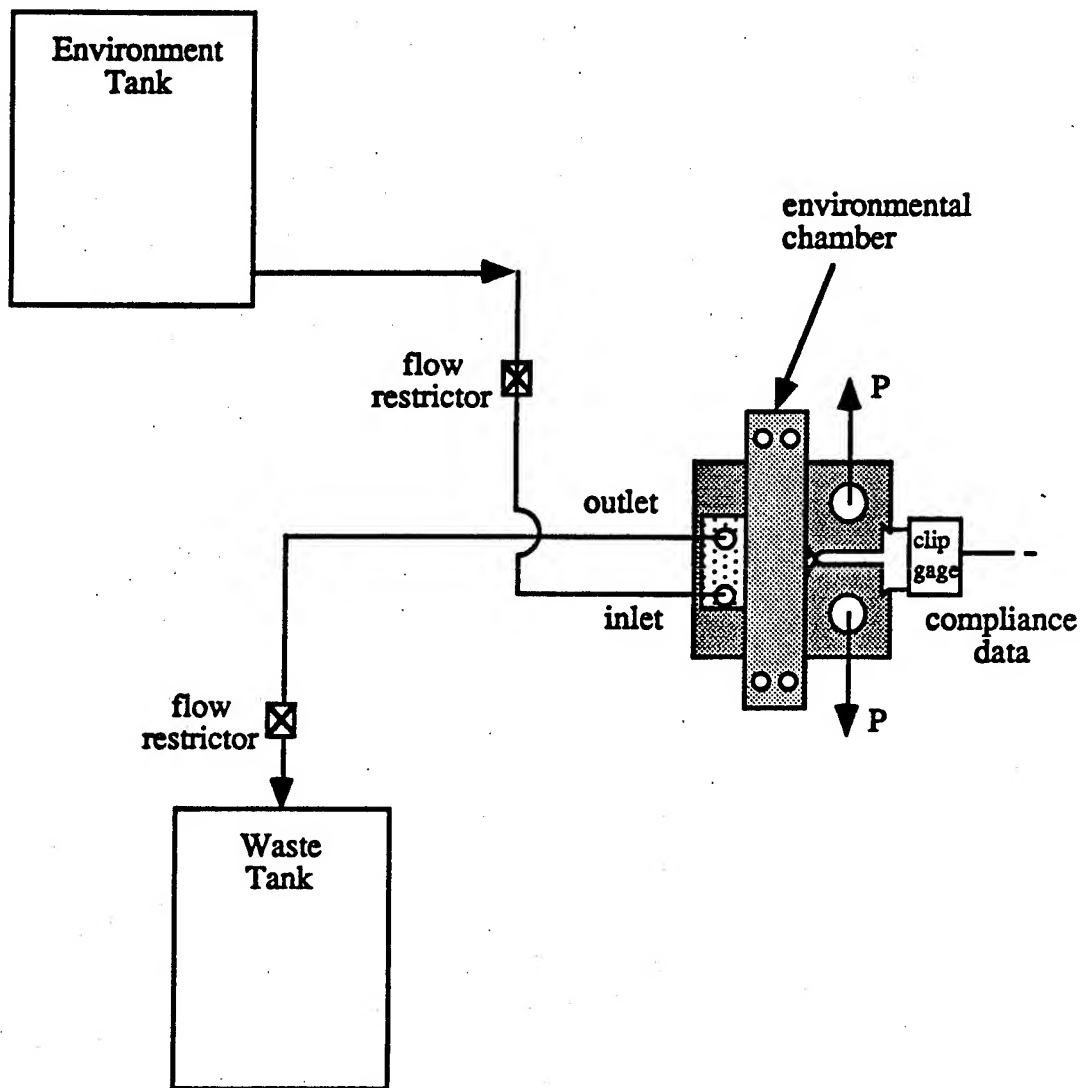 Environment
Tank
environmental
chamber
flow
restrictor
P
outlet
clip
gage
inlet
compliance
data
flow
restrictor
P
Waste
Tank